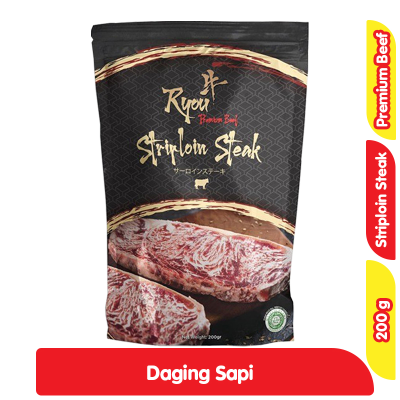 牛
Ryou
Premium Beef
Striploin Steak
サーロインステーキ
Net Weight: 200gr
Premium Beef
Striploin Steak
200 g
Daging Sapi